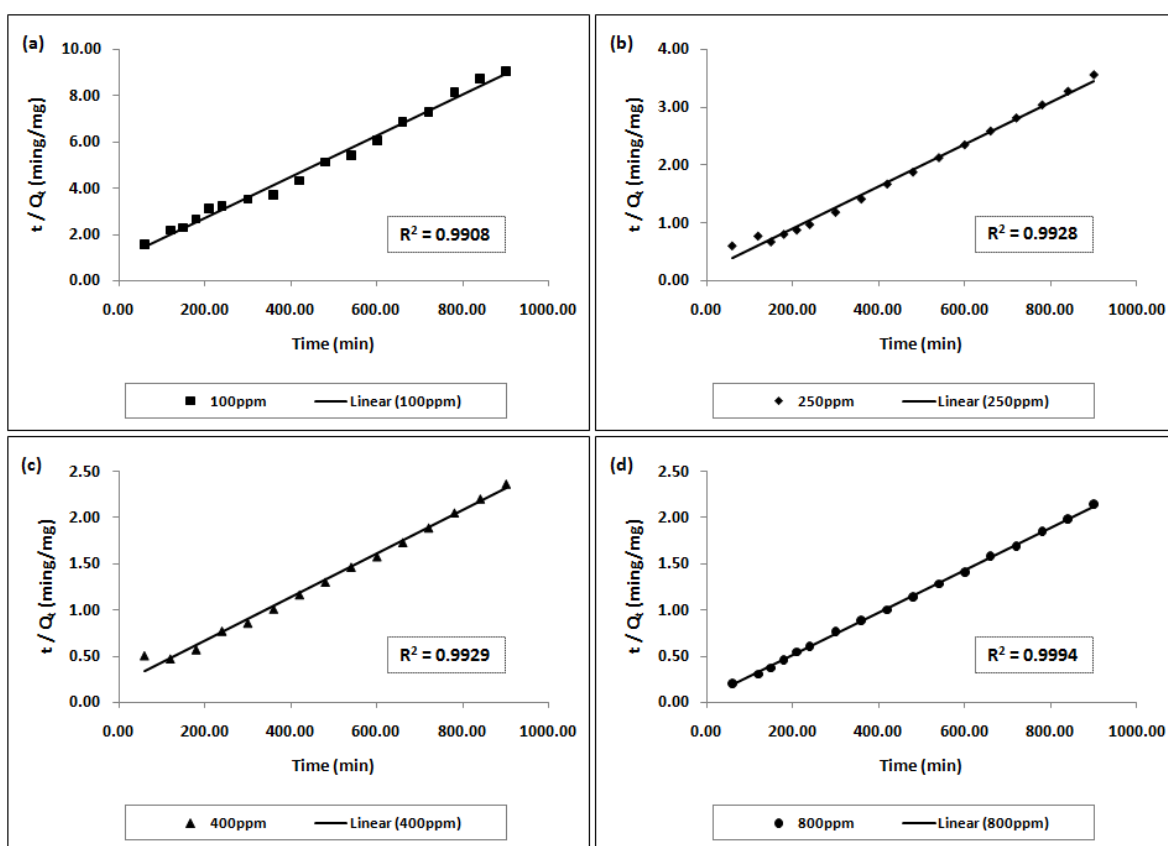 (a)
10.00
8.00
6.00
4.00
2.00
0.00
t / Qt (ming/mg)
R² = 0.9908
0.00 200.00 400.00 600.00 800.00 1000.00
Time (min)
100ppm Linear (100ppm)
(b)
4.00
3.00
2.00
1.00
0.00
t / Qt (ming/mg)
R² = 0.9928
0.00 200.00 400.00 600.00 800.00 1000.00
Time (min)
250ppm Linear (250ppm)
(c)
2.50
2.00
1.50
1.00
0.50
0.00
t / Qt (ming/mg)
R² = 0.9929
0.00 200.00 400.00 600.00 800.00 1000.00
Time (min)
400ppm Linear (400ppm)
(d)
2.50
2.00
1.50
1.00
0.50
0.00
t / Qt (ming/mg)
R² = 0.9994
0.00 200.00 400.00 600.00 800.00 1000.00
Time (min)
800ppm Linear (800ppm)